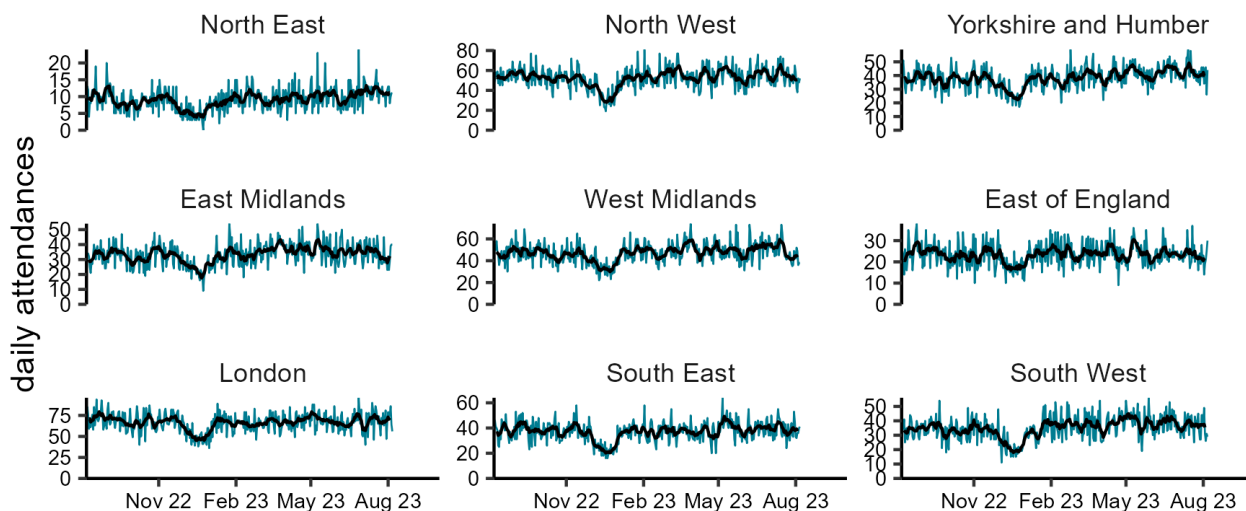 North East North West Yorkshire and Humber
20 80 50
15 60 40
10 40 30
5 20 20
0 0 10
0
East Midlands West Midlands East of England
50 60 30
40 40 20
30 20 10
20 0 0
10
0
daily attendances
London South East South West
75 60 50
50 40 40
25 20 30
0 0 20
10
0
Nov 22 Feb 23 May 23 Aug 23 Nov 22 Feb 23 May 23 Aug 23 Nov 22 Feb 23 May 23 Aug 23